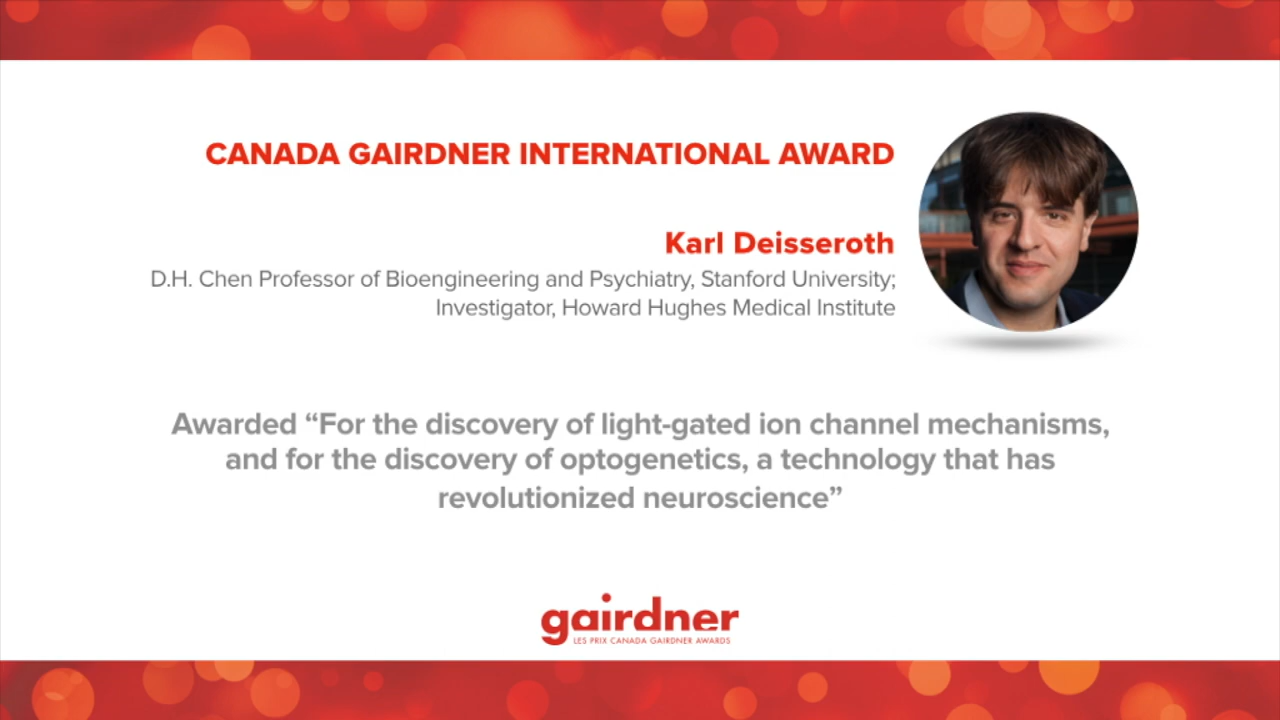 CANADA GAIRDNER INTERNATIONAL AWARD
Karl Deisseroth
D.H. Chen Professor of Bioengineering and Psychiatry, Stanford University;
Investigator, Howard Hughes Medical Institute
Awarded “For the discovery of light-gated ion channel mechanisms,
and for the discovery of optogenetics, a technology that has
revolutionized neuroscience”
gairdner
LES PRIX CANADA GAIRDNER AWARDS